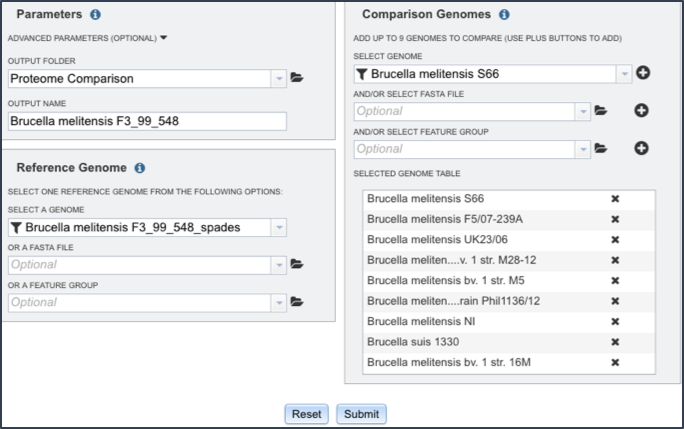 Parameters
ADVANCED PARAMETERS (OPTIONAL)
OUTPUT FOLDER
Proteome Comparison
OUTPUT NAME
Brucella melitensis F3_99_548
Reference Genome
SELECT ONE REFERENCE GENOME FROM THE FOLLOWING OPTIONS:
SELECT A GENOME
Brucella melitensis F3_99_548_spades
OR A FASTA FILE
Optional
OR A FEATURE GROUP
Optional
Comparison Genomes
ADD UP TO 9 GENOMES TO COMPARE (USE PLUS BUTTONS TO ADD)
SELECT GENOME
Brucella melitensis S66
AND/OR SELECT FASTA FILE
Optional
AND/OR SELECT FEATURE GROUP
Optional
SELECTED GENOME TABLE
Brucella melitensis S66
Brucella melitensis F5/07-239A
Brucella melitensis UK23/06
Brucella meliten....v. 1 str. M28-12
Brucella melitensis bv. 1 str. M5
Brucella meliten....rain Phil1136/12
Brucella melitensis NI
Brucella suis 1330
Brucella melitensis bv. 1 str. 16M
Reset
Submit